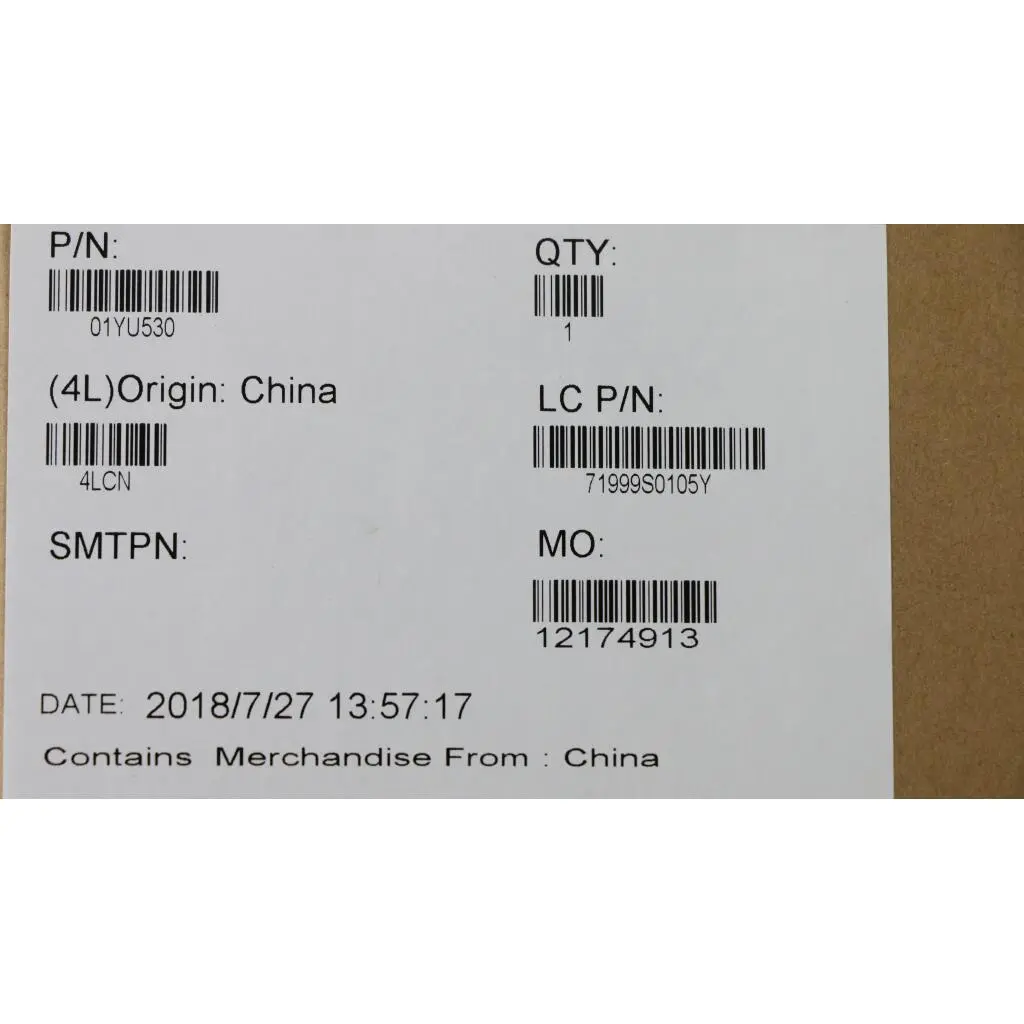 P/N:
01YU530
QTY:
1
(4L)Origin: China
4LCN
LC P/N:
71999S0105Y
SMTPN:
MO:
12174913
DATE: 2018/7/27 13:57:17
Contains Merchandise From : China